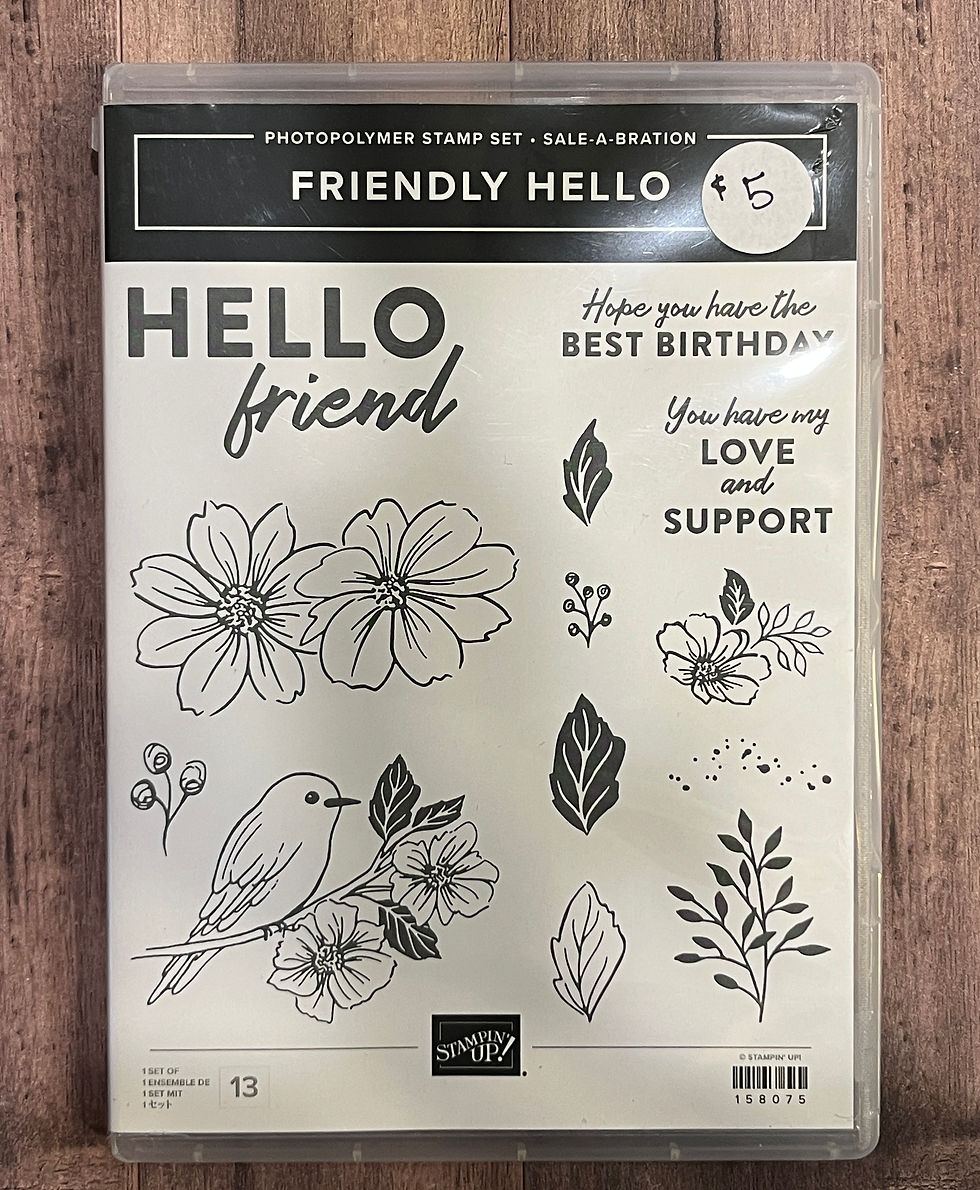 PHOTOPOLYMER STAMP SET • SALE-A-BRATION
FRIENDLY HELLO
$5
HELLO
friend
Hope you have the
BEST BIRTHDAY
You have my
LOVE
and
SUPPORT
STAMPIN'
UP!
1 SET OF
1 ENSEMBLE DE
1 SET MIT
1セット
13
© STAMPIN' UP!
158075